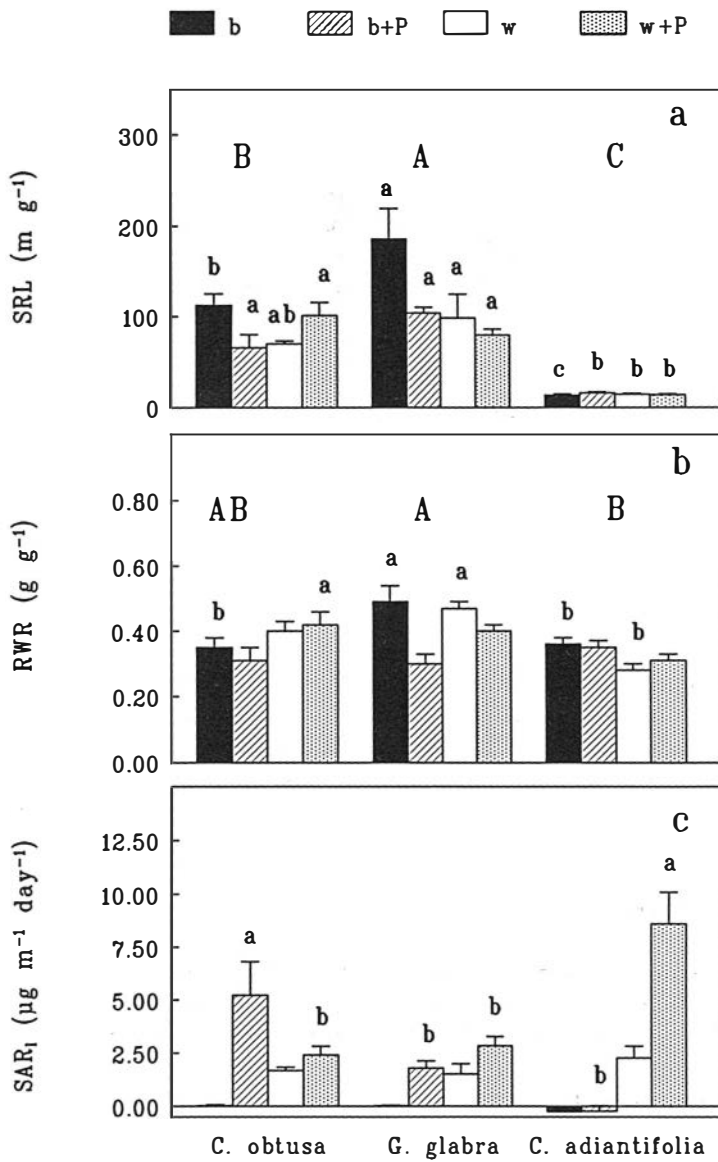 b b+P w w+P
SRL (m g⁻¹)
300
200
100
0
a
B A C
b a ab a
a a a a
c b b b
RWR (g g⁻¹)
0.80
0.60
0.40
0.20
0.00
b
AB A B
b a
a a
b b
SAR₁ (µg m⁻¹ day⁻¹)
12.50
10.00
7.50
5.00
2.50
0.00
c
a b
b b
b a
C. obtusa G. glabra C. adiantifolia